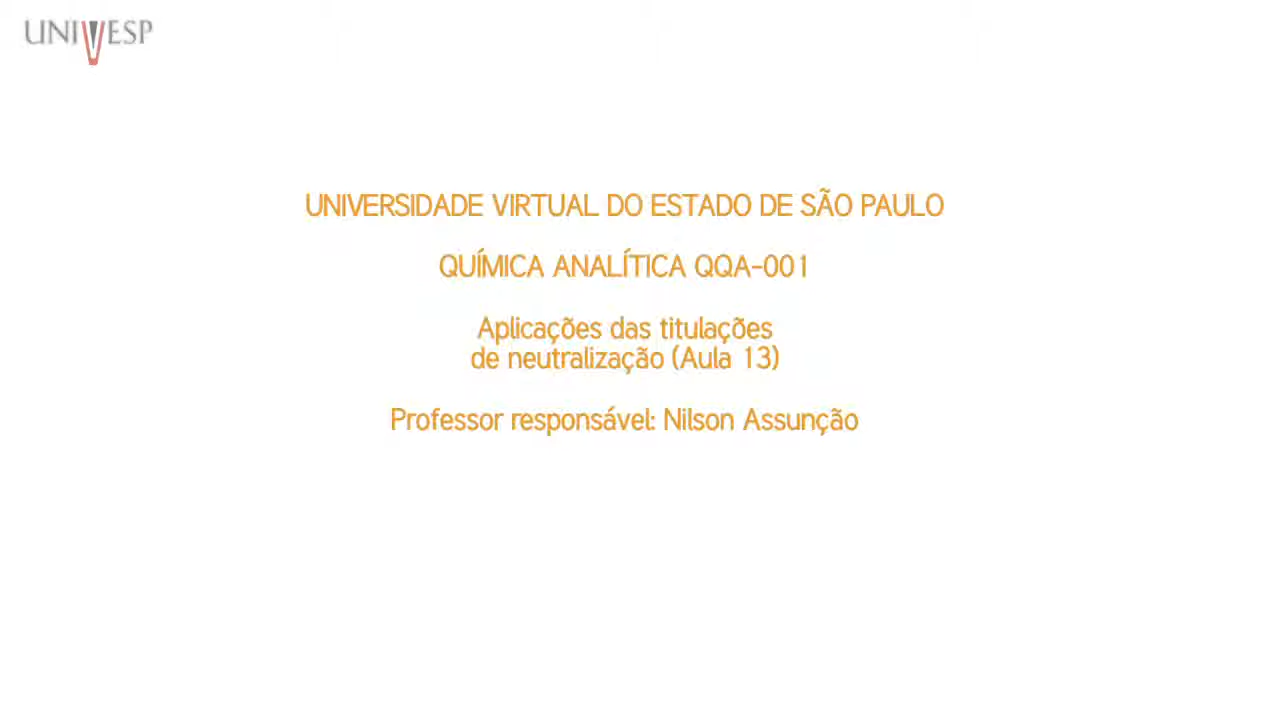 UNIVESP
UNIVERSIDADE VIRTUAL DO ESTADO DE SÃO PAULO
QUÍMICA ANALÍTICA QQA-001
Aplicações das titulações
de neutralização (Aula 13)
Professor responsável: Nilson Assunção